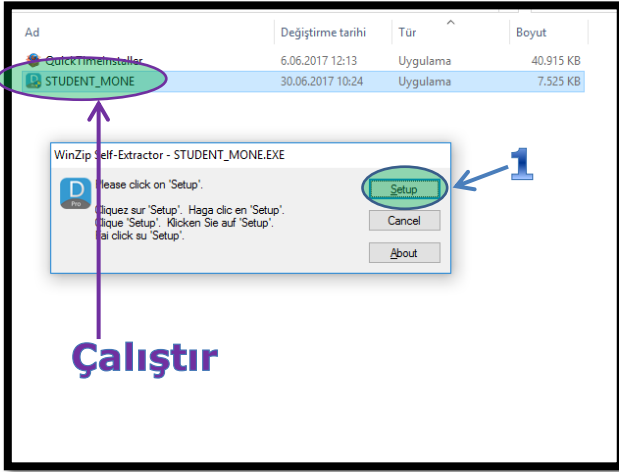 Ad Değiştirme tarihi Tür Boyut
QuickTimeInstaller 6.06.2017 12:13 Uygulama 40.915 KB
STUDENT_MONE 30.06.2017 10:24 Uygulama 7.525 KB
WinZip Self-Extractor - STUDENT_MONE.EXE
1
D
Pro
Please click on 'Setup'.
Setup
Cliquez sur 'Setup'. Haga clic en 'Setup'.
Clique 'Setup'. Klicken Sie auf 'Setup'.
Fai click su 'Setup'.
Cancel
About
Çalıştır